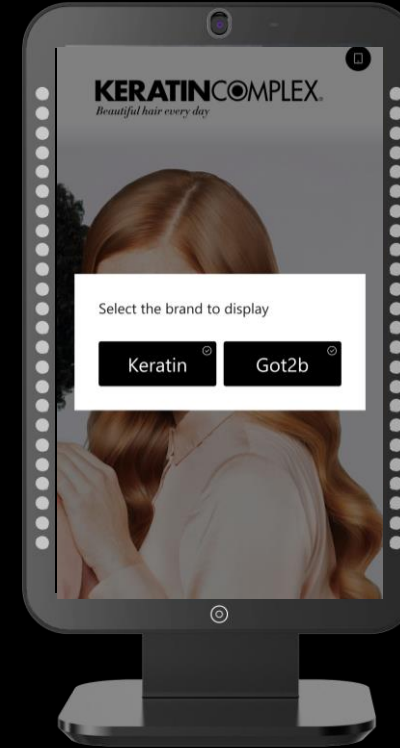 KERATINCOMPLEX.
Beautiful hair every day
Select the brand to display
Keratin
Got2b